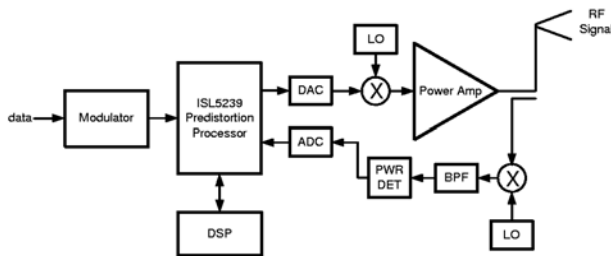 RF
Signal
LO
ISL5239
Predistortion
Processor
DAC
X
Power Amp
data
Modulator
ADC
PWR
DET
BPF
X
DSP
LO